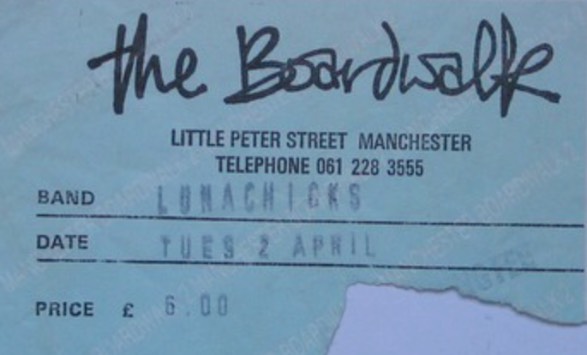 the Boardwalk
LITTLE PETER STREET MANCHESTER
TELEPHONE 061 228 3555
BAND LUNACHICKS
DATE TUES 2 APRIL
PRICE £ 6.00